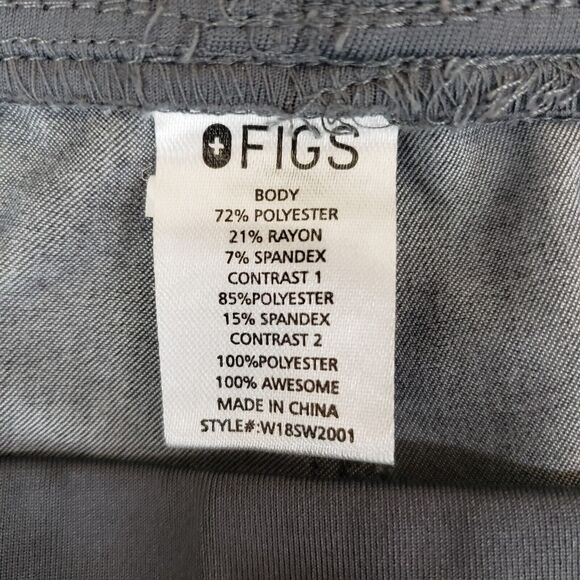 FIGS
BODY
72% POLYESTER
21% RAYON
7% SPANDEX
CONTRAST 1
85%POLYESTER
15% SPANDEX
CONTRAST 2
100%POLYESTER
100% AWESOME
MADE IN CHINA
STYLE#:W18SW2001